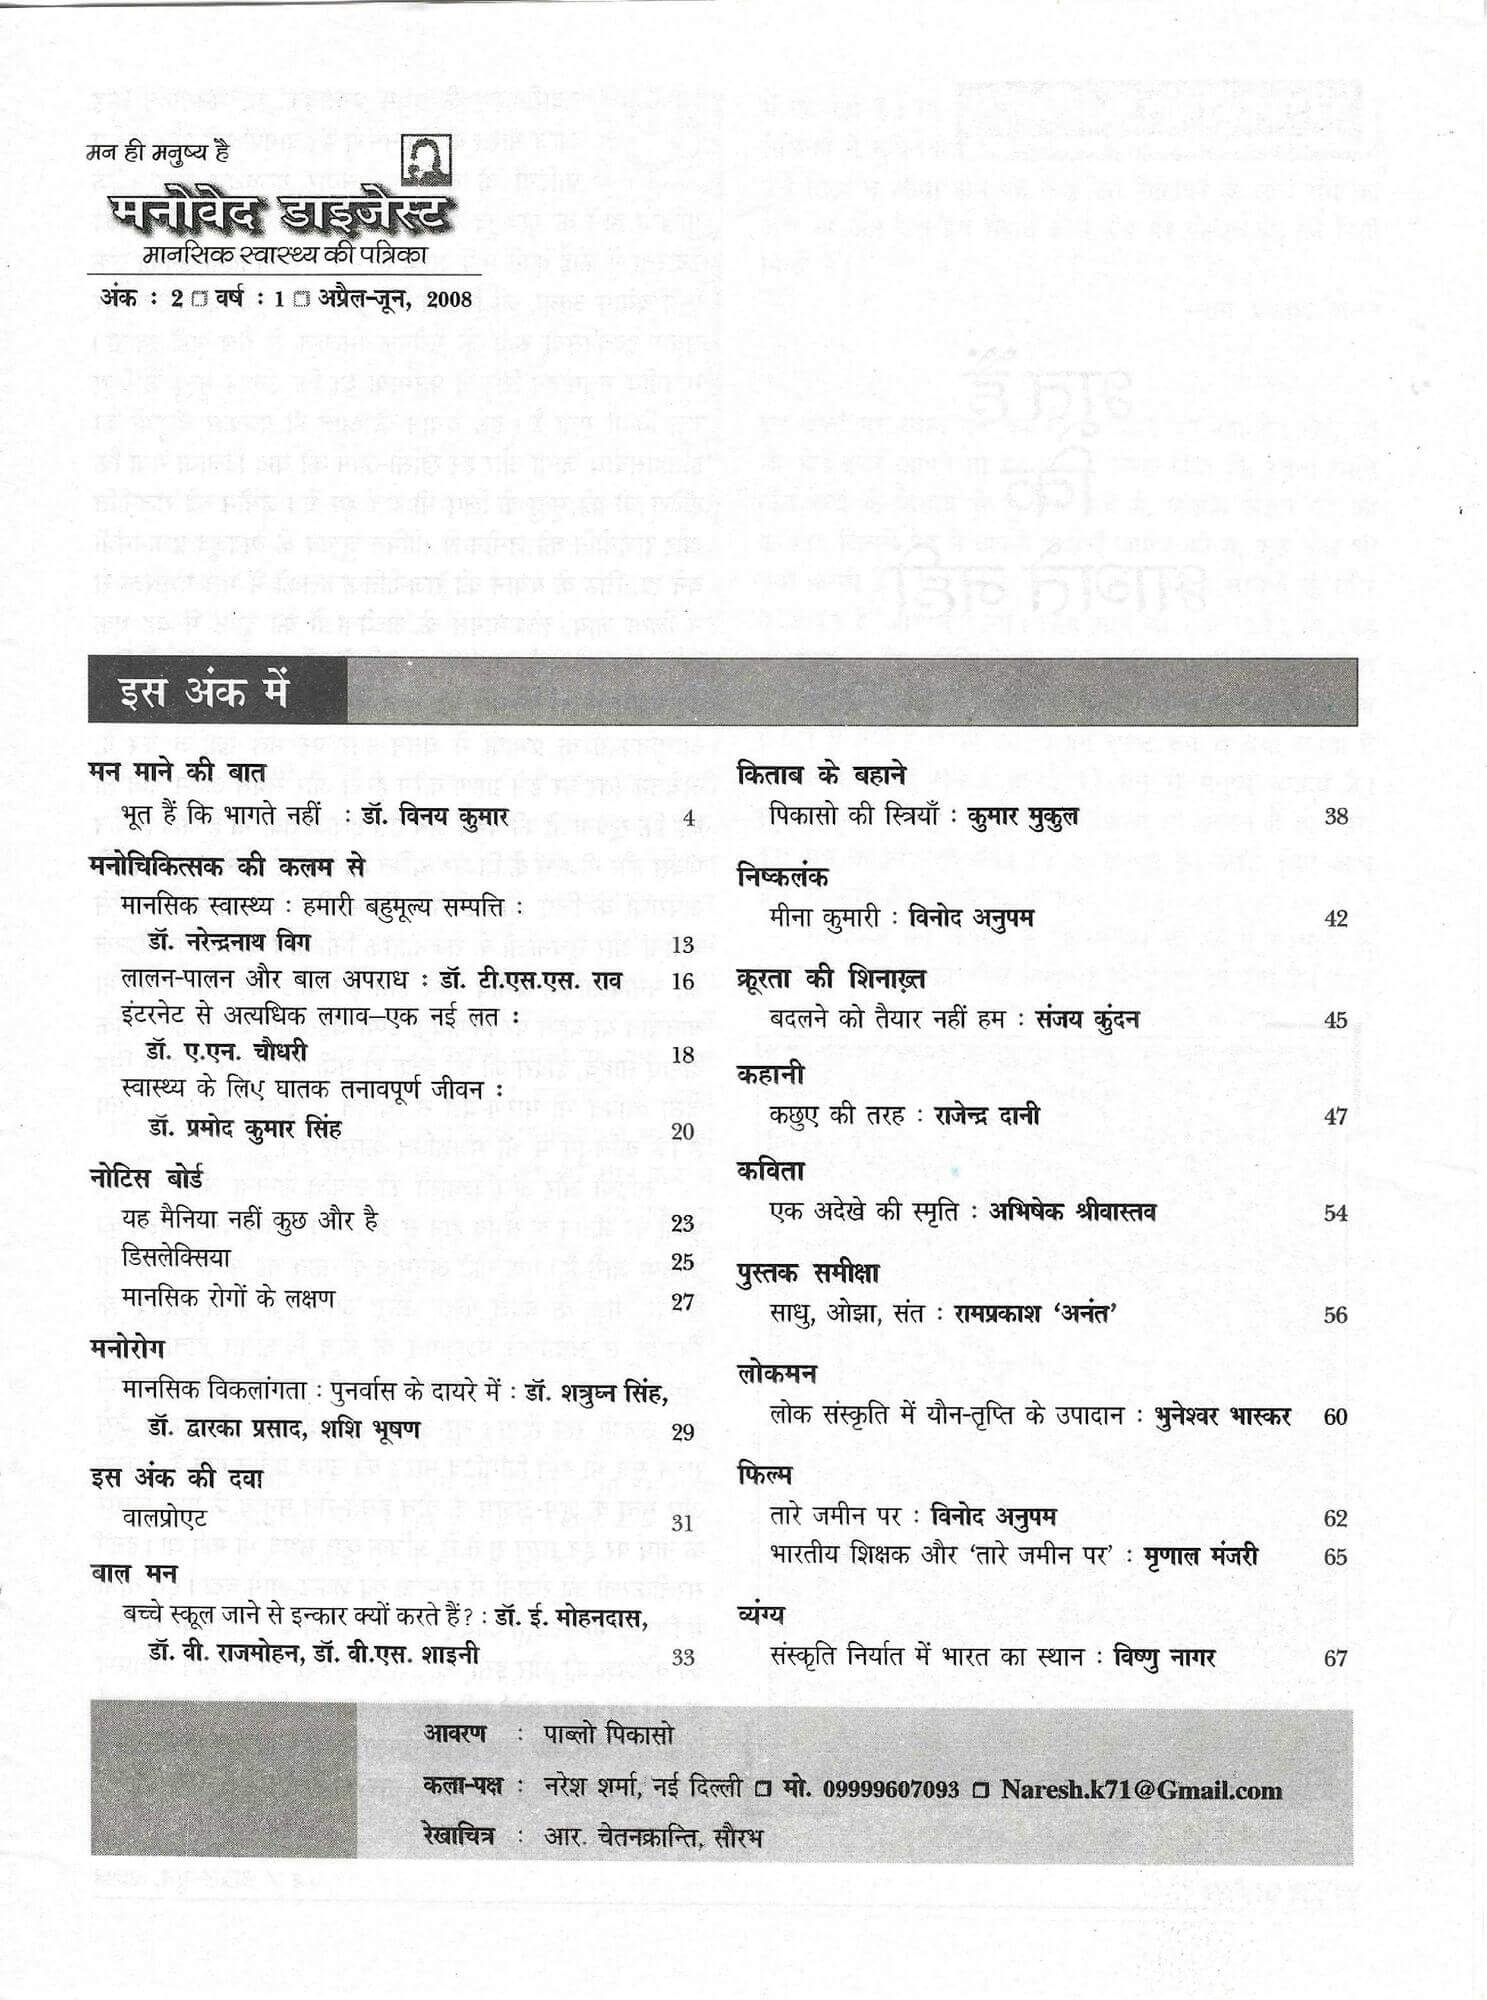 मन ही मनुष्य है
मनोवेद डाइजेस्ट
मानसिक स्वास्थ्य की पत्रिका
अंक : 2 □ वर्ष : 1 □ अप्रैल-जून, 2008
इस अंक में
मन माने की बात
भूत हैं कि भागते नहीं : डॉ. विनय कुमार 4
मनोचिकित्सक की कलम से
मानसिक स्वास्थ्य : हमारी बहुमूल्य सम्पत्ति :
डॉ. नरेन्द्रनाथ विग 13
लालन-पालन और बाल अपराध : डॉ. टी.एस.एस. राव 16
इंटरनेट से अत्यधिक लगाव–एक नई लत :
डॉ. ए.एन. चौधरी 18
स्वास्थ्य के लिए घातक तनावपूर्ण जीवन :
डॉ. प्रमोद कुमार सिंह 20
नोटिस बोर्ड
यह मैनिया नहीं कुछ और है 23
डिसलेक्सिया 25
मानसिक रोगों के लक्षण 27
मनोरोग
मानसिक विकलांगता : पुनर्वास के दायरे में : डॉ. शत्रुघ्न सिंह,
डॉ. द्वारका प्रसाद, शशि भूषण 29
इस अंक की दवा
वालप्रोएट 31
बाल मन
बच्चे स्कूल जाने से इन्कार क्यों करते हैं? : डॉ. ई. मोहनदास,
डॉ. वी. राजमोहन, डॉ. वी.एस. शाइनी 33
किताब के बहाने
पिकासो की स्त्रियाँ : कुमार मुकुल 38
निष्कलंक
मीना कुमारी : विनोद अनुपम 42
क्रूरता की शिनाख़्त
बदलने को तैयार नहीं हम : संजय कुंदन 45
कहानी
कछुए की तरह : राजेन्द्र दानी 47
कविता
एक अदेखे की स्मृति : अभिषेक श्रीवास्तव 54
पुस्तक समीक्षा
साधु, ओझा, संत : रामप्रकाश ‘अनंत’ 56
लोकमन
लोक संस्कृति में यौन-तृप्ति के उपादान : भुनेश्वर भास्कर 60
फिल्म
तारे जमीन पर : विनोद अनुपम 62
भारतीय शिक्षक और ‘तारे जमीन पर’ : मृणाल मंजरी 65
व्यंग्य
संस्कृति निर्यात में भारत का स्थान : विष्णु नागर 67
आवरण : पाब्लो पिकासो
कला-पक्ष : नरेश शर्मा, नई दिल्ली □ मो. 09999607093 □ Naresh.k71@Gmail.com
रेखाचित्र : आर. चेतनक्रान्ति, सौरभ